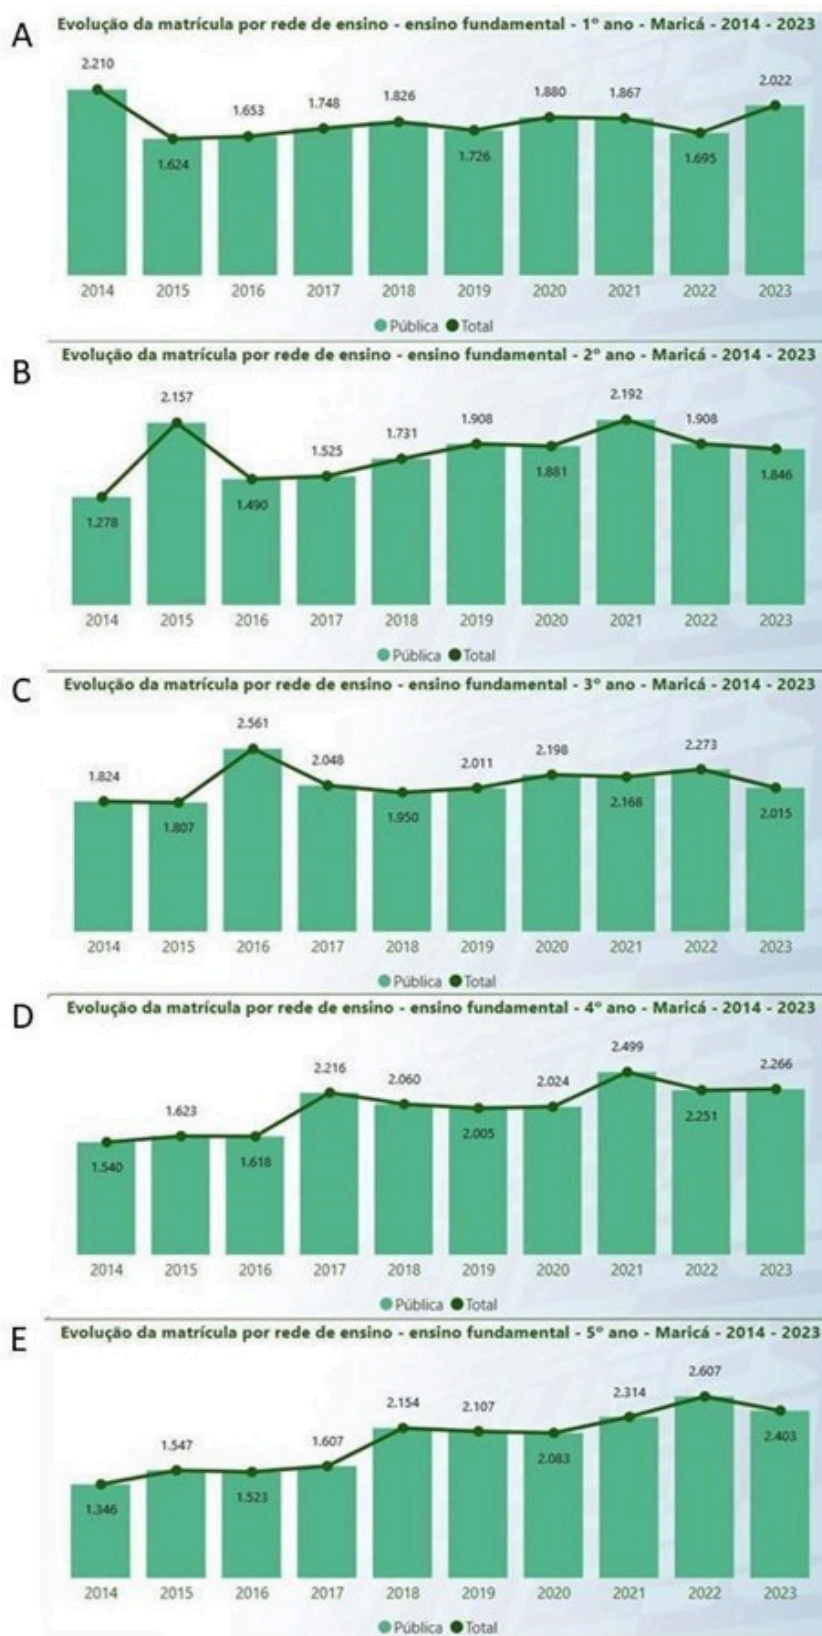 A
Evolução da matrícula por rede de ensino - ensino fundamental - 1º ano - Maricá - 2014 - 2023
2.210
1.624
1.653
1.748
1.826
1.726
1.880
1.867
1.695
2.022
2014 2015 2016 2017 2018 2019 2020 2021 2022 2023
Pública Total
B
Evolução da matrícula por rede de ensino - ensino fundamental - 2º ano - Maricá - 2014 - 2023
1.278
2.157
1.490
1.525
1.731
1.908
1.881
2.192
1.908
1.846
2014 2015 2016 2017 2018 2019 2020 2021 2022 2023
Pública Total
C
Evolução da matrícula por rede de ensino - ensino fundamental - 3º ano - Maricá - 2014 - 2023
1.824
1.807
2.561
2.048
1.950
2.011
2.198
2.168
2.273
2.015
2014 2015 2016 2017 2018 2019 2020 2021 2022 2023
Pública Total
D
Evolução da matrícula por rede de ensino - ensino fundamental - 4º ano - Maricá - 2014 - 2023
1.540
1.623
1.618
2.216
2.060
2.005
2.024
2.499
2.251
2.266
2014 2015 2016 2017 2018 2019 2020 2021 2022 2023
Pública Total
E
Evolução da matrícula por rede de ensino - ensino fundamental - 5º ano - Maricá - 2014 - 2023
1.346
1.547
1.523
1.607
2.154
2.107
2.083
2.314
2.607
2.403
2014 2015 2016 2017 2018 2019 2020 2021 2022 2023
Pública Total